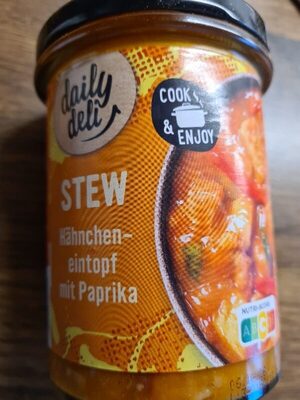 daily
deli
COOK
& ENJOY
STEW
Hähnchen-
eintopf
mit Paprika
NUTRI-SCORE